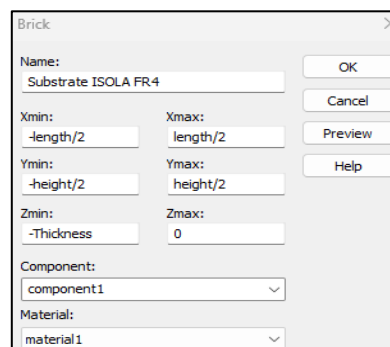 Brick
Name:
Substrate ISOLA FR4
OK
Cancel
Xmin:
Xmax:
-length/2
length/2
Preview
Ymin:
Ymax:
Help
-height/2
height/2
Zmin:
Zmax:
-Thickness
0
Component:
component1
Material:
material1